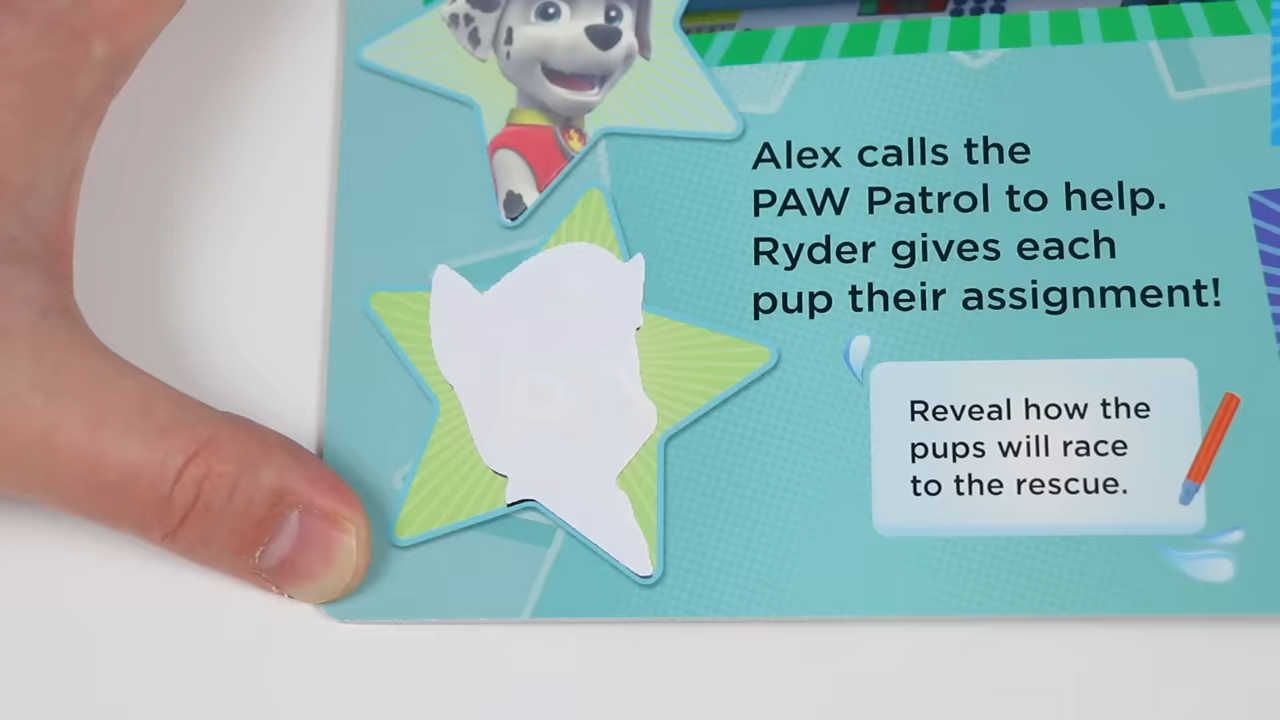 Alex calls the
PAW Patrol to help.
Ryder gives each
pup their assignment!
Reveal how the
pups will race
to the rescue.